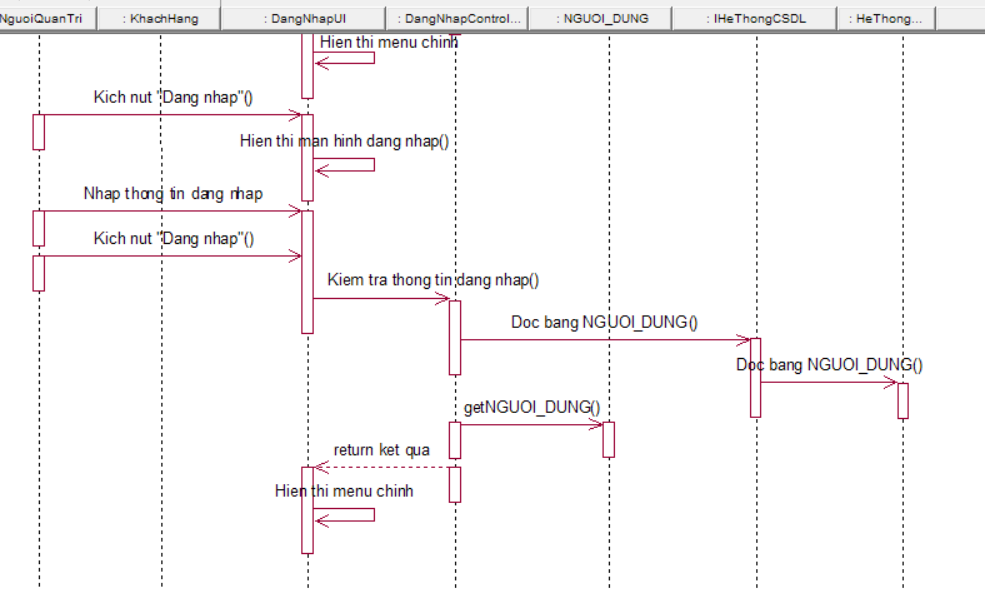 NguoiQuanTri
: KhachHang
: DangNhapUI
: DangNhapControl...
: NGUOI_DUNG
: IHeThongCSDL
: HeThong...
Hien thi menu chinh
Kich nut "Dang nhap"()
Hien thi man hinh dang nhap()
Nhap thong tin dang nhap
Kich nut "Dang nhap"()
Kiem tra thong tin dang nhap()
Doc bang NGUOI_DUNG()
Doc bang NGUOI_DUNG()
getNGUOI_DUNG()
return ket qua
Hien thi menu chinh